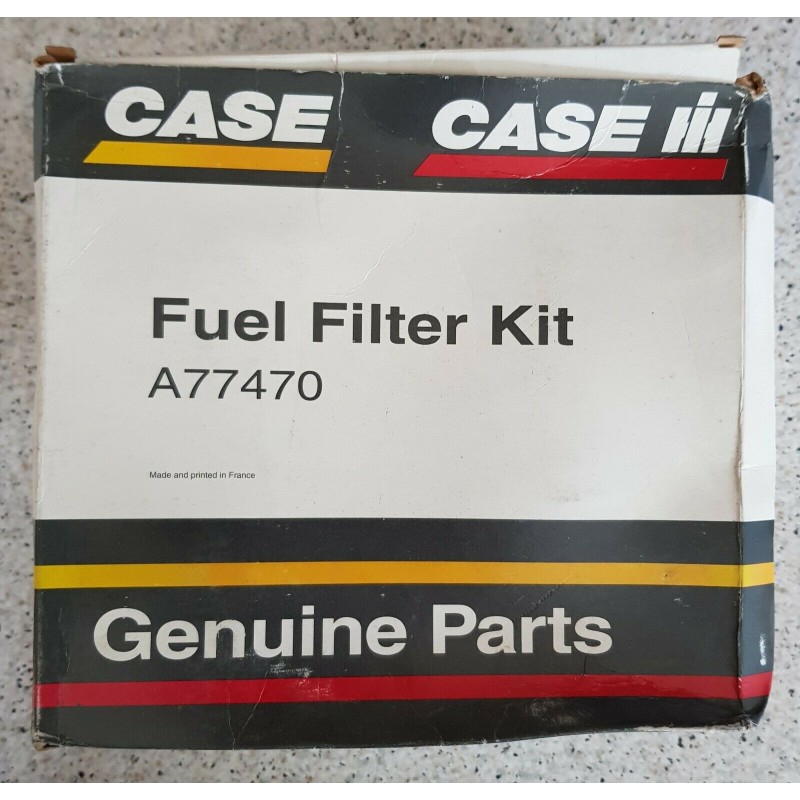 CASE CASE IH
Fuel Filter Kit
A77470
Made and printed in France
Genuine Parts